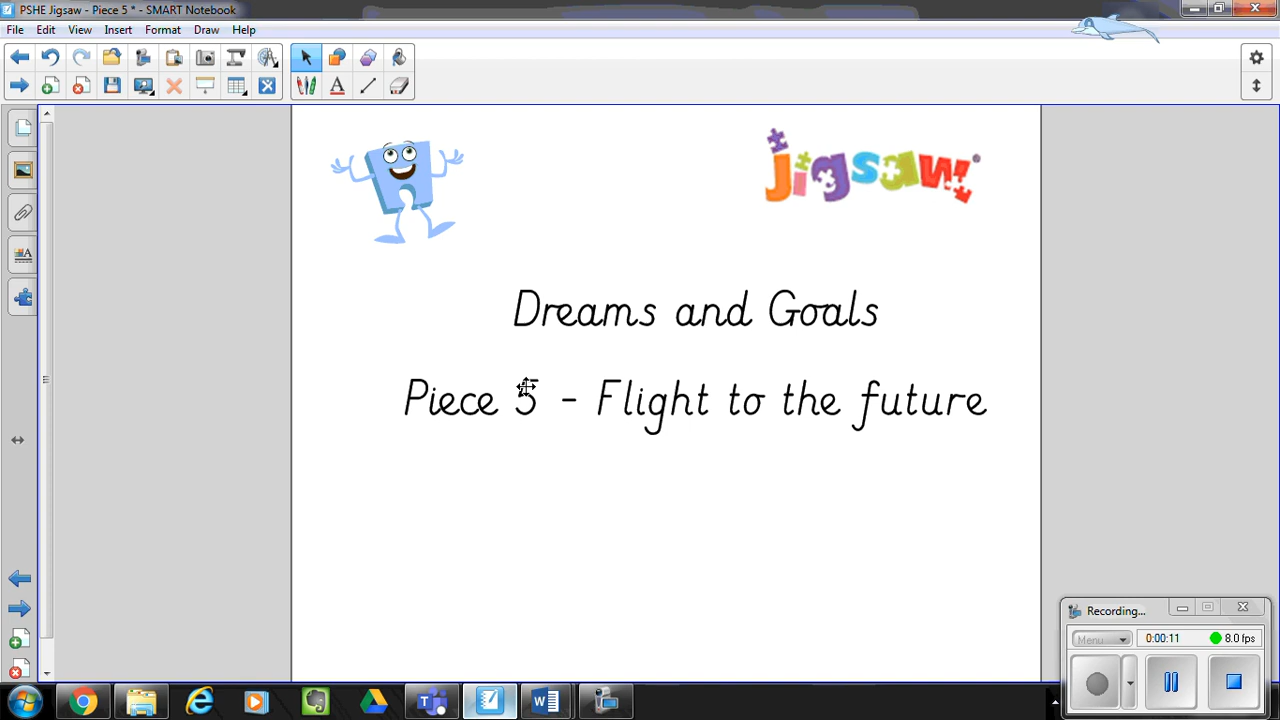 PSHE Jigsaw - Piece 5 * - SMART Notebook
File Edit View Insert Format Draw Help
jigsaw
Dreams and Goals
Piece 5 - Flight to the future
Recording...
Menu 0:00:11 8.0 fps